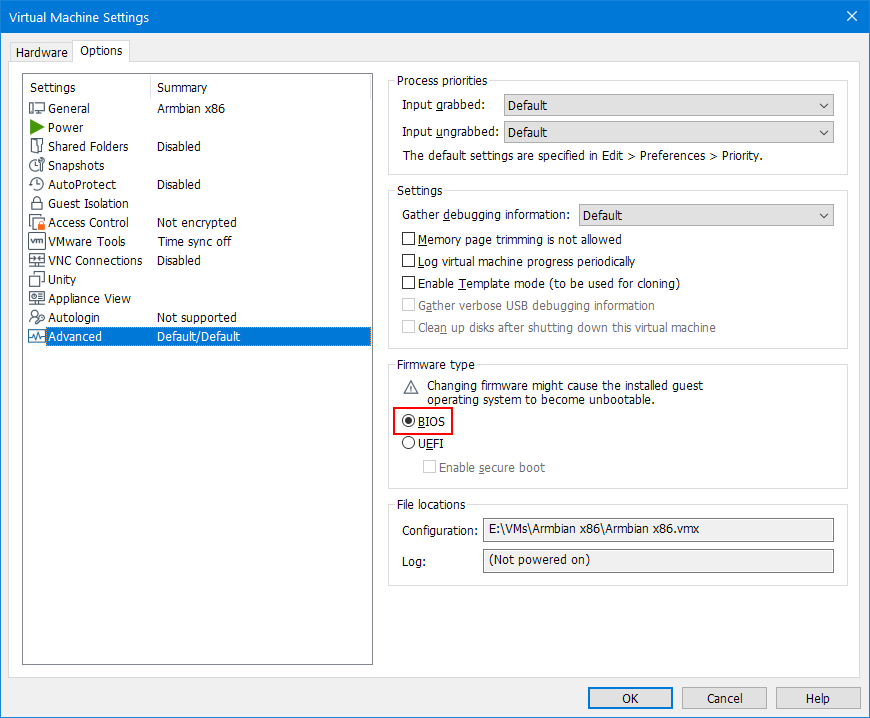 Virtual Machine Settings
Hardware
Options
Settings Summary
General Armbian x86
Power
Shared Folders Disabled
Snapshots
AutoProtect Disabled
Guest Isolation
Access Control Not encrypted
vm VMware Tools Time sync off
VNC Connections Disabled
Unity
Appliance View
Autologin Not supported
Advanced Default/Default
Process priorities
Input grabbed: Default
Input ungrabbed: Default
The default settings are specified in Edit > Preferences > Priority.
Settings
Gather debugging information: Default
Memory page trimming is not allowed
Log virtual machine progress periodically
Enable Template mode (to be used for cloning)
Gather verbose USB debugging information
Clean up disks after shutting down this virtual machine
Firmware type
Changing firmware might cause the installed guest
operating system to become unbootable.
BIOS
UEFI
Enable secure boot
File locations
Configuration: E:\VMs\Armbian x86\Armbian x86.vmx
Log: (Not powered on)
OK Cancel Help